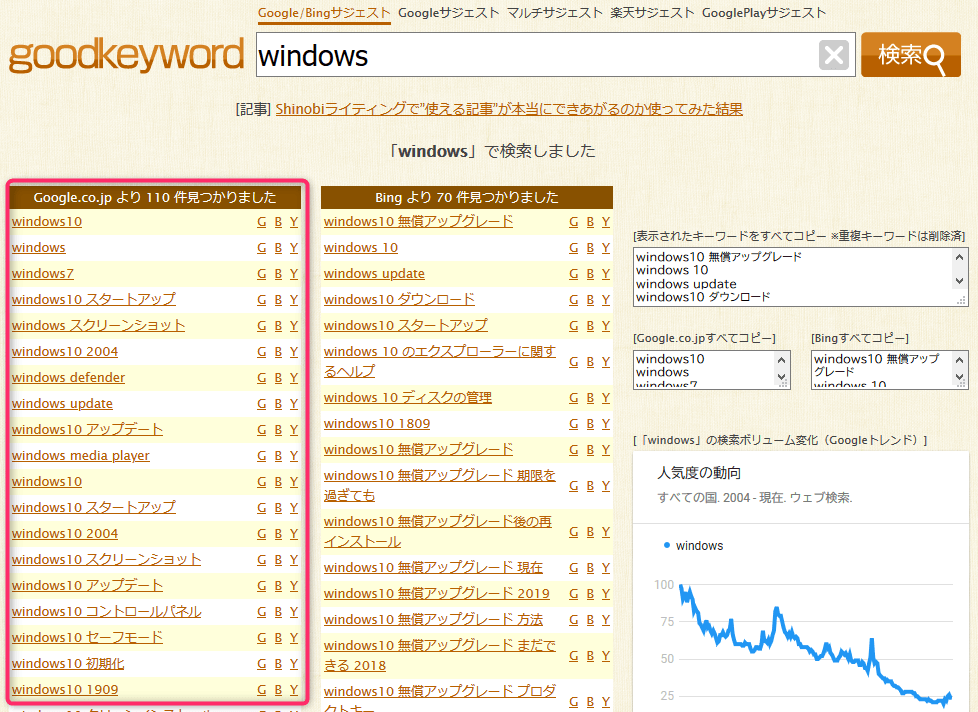 Google/Bingサジェスト Googleサジェスト マルチサジェスト 楽天サジェスト GooglePlayサジェスト
goodkeyword
windows
検索
[記事] Shinobiライティングで"使える記事"が本当にできあがるのか使ってみた結果
「windows」で検索しました
Google.co.jp より 110 件見つかりました
windows10 G B Y
windows G B Y
windows7 G B Y
windows10 スタートアップ G B Y
windows スクリーンショット G B Y
windows10 2004 G B Y
windows defender G B Y
windows update G B Y
windows10 アップデート G B Y
windows media player G B Y
windows10 G B Y
windows10 スタートアップ G B Y
windows10 2004 G B Y
windows10 スクリーンショット G B Y
windows10 アップデート G B Y
windows10 コントロールパネル G B Y
windows10 セーフモード G B Y
windows10 初期化 G B Y
windows10 1909 G B Y
Bing より 70 件見つかりました
windows10 無償アップグレード G B Y
windows 10 G B Y
windows update G B Y
windows10 ダウンロード G B Y
windows10 スタートアップ G B Y
windows 10 のエクスプローラーに関す
るヘルプ G B Y
windows 10 ディスクの管理 G B Y
windows10 1809 G B Y
windows10 無償アップグレード G B Y
windows10 無償アップグレード 期限を
過ぎても G B Y
windows10 無償アップグレード後の再
インストール G B Y
windows10 無償アップグレード 現在 G B Y
windows10 無償アップグレード 2019 G B Y
windows10 無償アップグレード 方法 G B Y
windows10 無償アップグレード まだで
きる 2018 G B Y
windows10 無償アップグレード プロダ
クトキー G B Y
[表示されたキーワードをすべてコピー ※重複キーワードは削除済]
windows10 無償アップグレード
windows 10
windows update
windows10 ダウンロード
[Google.co.jpすべてコピー]
windows10
windows
windows7
[Bingすべてコピー]
windows10 無償アップ
グレード
windows 10
[「windows」の検索ボリューム変化（Googleトレンド）]
人気度の動向
すべての国. 2004 - 現在. ウェブ検索.
windows
100
75
50
25